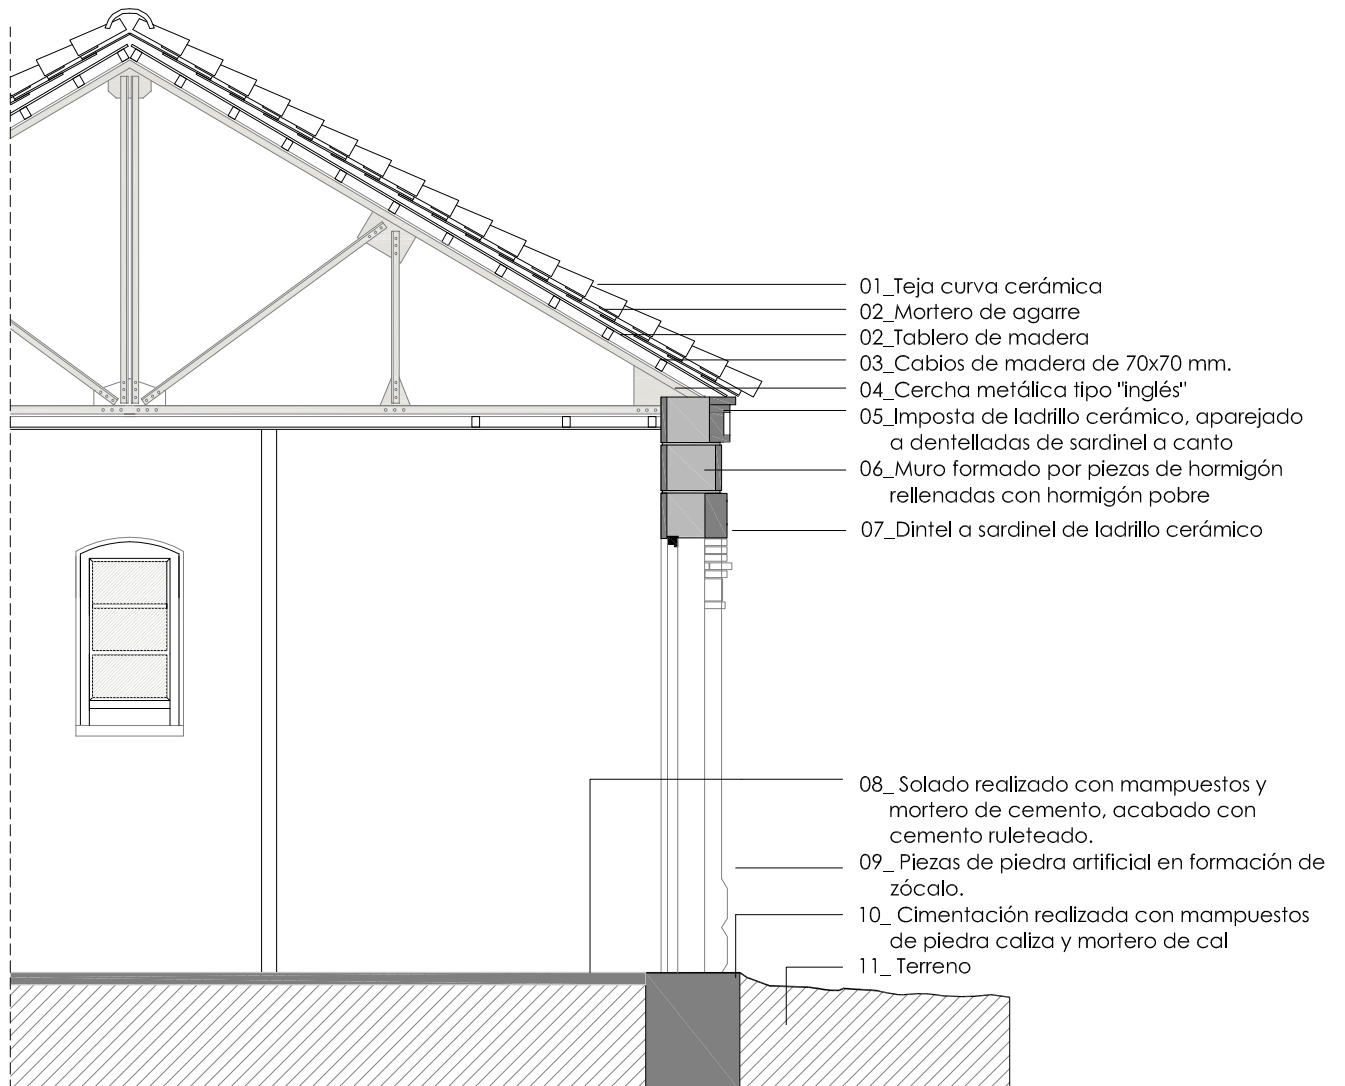 01_Teja curva cerámica
02_Mortero de agarre
02_Tablero de madera
03_Cabios de madera de 70x70 mm.
04_Cercha metálica tipo "inglés"
05_Imposta de ladrillo cerámico, aparejado
a dentelladas de sardinel a canto
06_Muro formado por piezas de hormigón
rellenadas con hormigón pobre
07_Dintel a sardinel de ladrillo cerámico
08_ Solado realizado con mampuestos y
mortero de cemento, acabado con
cemento ruleteado.
09_ Piezas de piedra artificial en formación de
zócalo.
10_ Cimentación realizada con mampuestos
de piedra caliza y mortero de cal
11_ Terreno